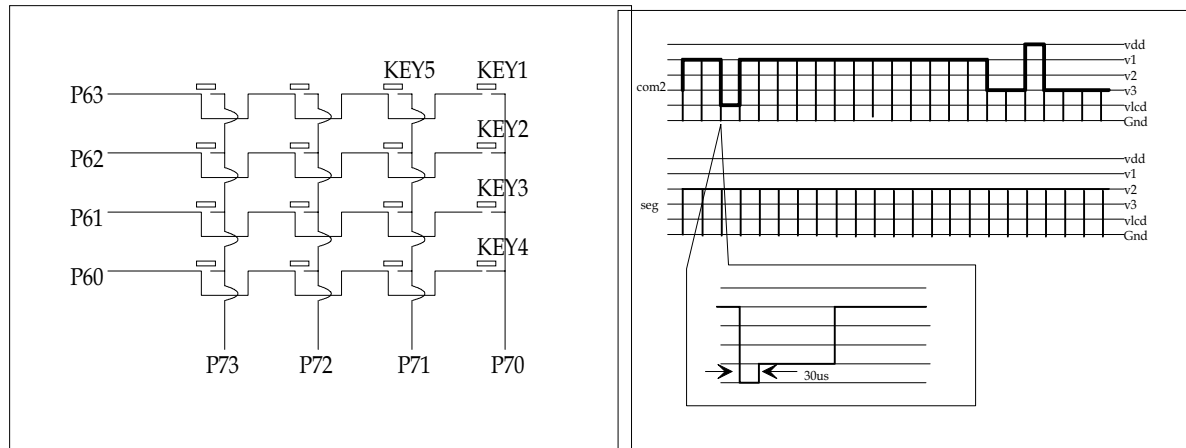 KEY5 KEY1
P63
KEY2
P62
KEY3
P61
KEY4
P60
P73 P72 P71 P70
vdd
v1
v2
com2
v3
vlcd
Gnd
vdd
v1
v2
seg
v3
vlcd
Gnd
30us